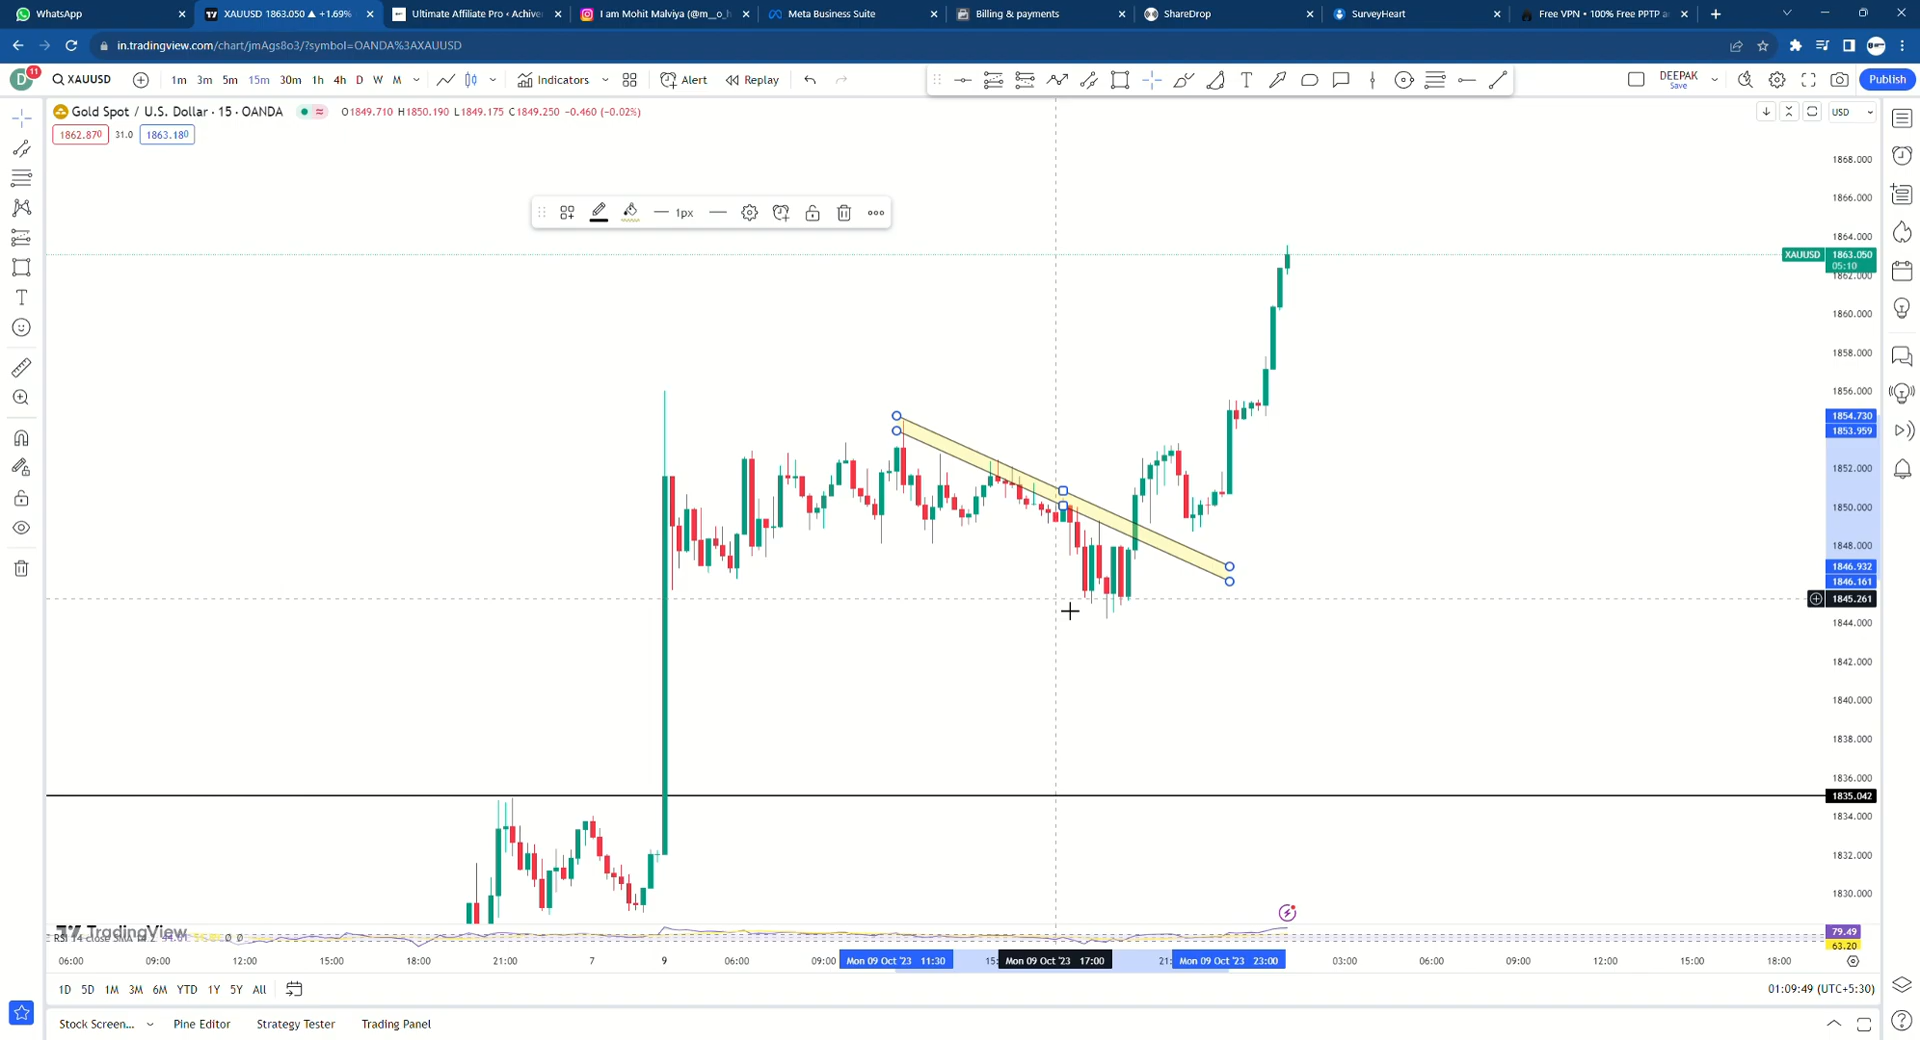 WhatsApp
XAUUSD 1863.050 ▲ +1.69%
Ultimate Affiliate Pro ‹ Achiver
I am Mohit Malviya (@m__o_h
Meta Business Suite
Billing & payments
ShareDrop
SurveyHeart
Free VPN • 100% Free PPTP a
in.tradingview.com/chart/jmAgs8o3/?symbol=OANDA%3AXAUUSD
D
11
XAUUSD
1m 3m 5m 15m 30m 1h 4h D W M
Indicators
Alert
Replay
DEEPAK
Save
Publish
Gold Spot / U.S. Dollar · 15 · OANDA
O1849.710 H1850.190 L1849.175 C1849.250 −0.460 (−0.02%)
USD
1862.870 31.0 1863.180
1px
1868.000
1866.000
1864.000
XAUUSD 1863.050
05:10
1862.000
1860.000
1858.000
1856.000
1854.730
1853.959
1852.000
1850.000
1848.000
1846.932
1846.161
1845.261
1844.000
1842.000
1840.000
1838.000
1836.000
1835.042
1834.000
1832.000
1830.000
TradingView
RSI 14 close SMA 14 2
79.49
63.20
06:00 09:00 12:00 15:00 18:00 21:00 7 9 06:00 09:00 Mon 09 Oct '23 11:30 Mon 09 Oct '23 17:00 Mon 09 Oct '23 23:00 03:00 06:00 09:00 12:00 15:00 18:00
1D 5D 1M 3M 6M YTD 1Y 5Y All
01:09:49 (UTC+5:30)
Stock Screen... Pine Editor Strategy Tester Trading Panel